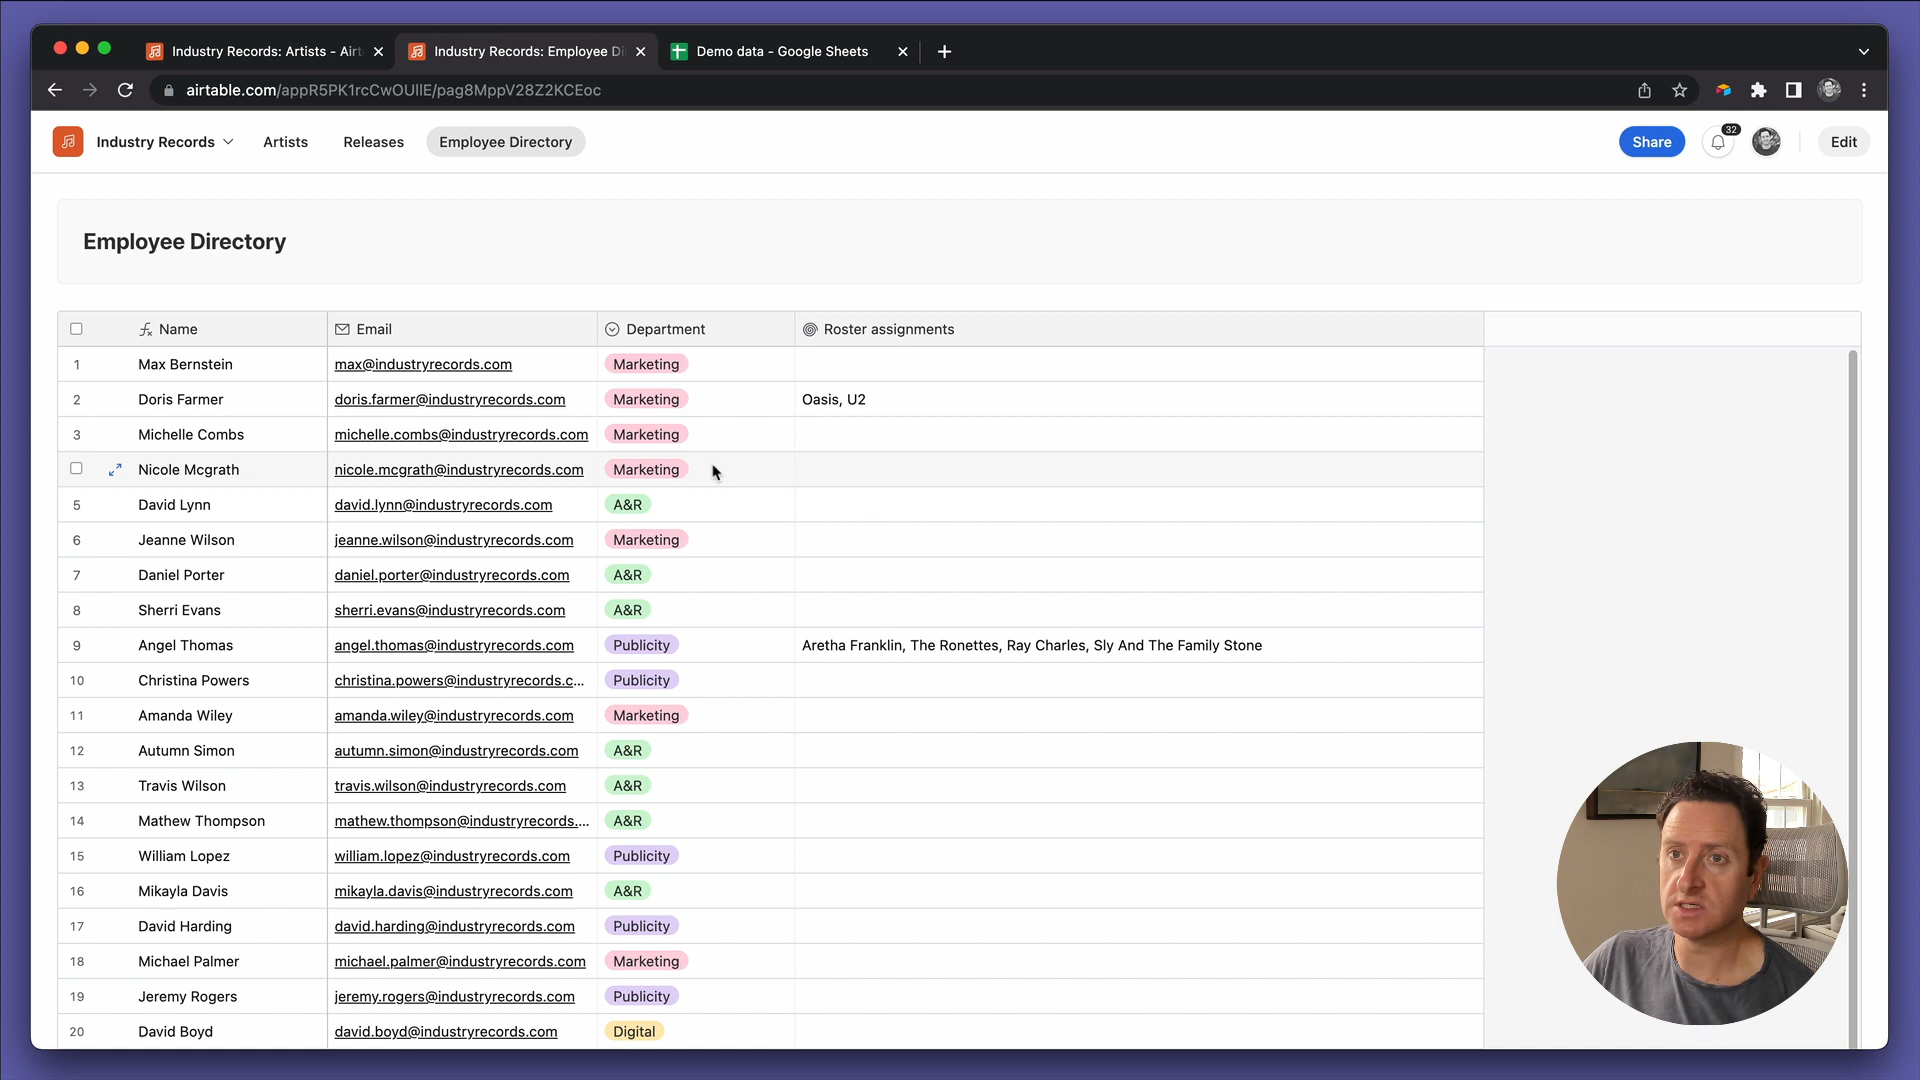 Industry Records: Artists - Airt
Industry Records: Employee Di
Demo data - Google Sheets
airtable.com/appR5PK1rcCwOUIlE/pag8MppV28Z2KCEoc
Industry Records
Artists
Releases
Employee Directory
Share
32
Edit
Employee Directory
Name Email Department Roster assignments
1 Max Bernstein max@industryrecords.com Marketing
2 Doris Farmer doris.farmer@industryrecords.com Marketing Oasis, U2
3 Michelle Combs michelle.combs@industryrecords.com Marketing
Nicole Mcgrath nicole.mcgrath@industryrecords.com Marketing
5 David Lynn david.lynn@industryrecords.com A&R
6 Jeanne Wilson jeanne.wilson@industryrecords.com Marketing
7 Daniel Porter daniel.porter@industryrecords.com A&R
8 Sherri Evans sherri.evans@industryrecords.com A&R
9 Angel Thomas angel.thomas@industryrecords.com Publicity Aretha Franklin, The Ronettes, Ray Charles, Sly And The Family Stone
10 Christina Powers christina.powers@industryrecords.c... Publicity
11 Amanda Wiley amanda.wiley@industryrecords.com Marketing
12 Autumn Simon autumn.simon@industryrecords.com A&R
13 Travis Wilson travis.wilson@industryrecords.com A&R
14 Mathew Thompson mathew.thompson@industryrecords.... A&R
15 William Lopez william.lopez@industryrecords.com Publicity
16 Mikayla Davis mikayla.davis@industryrecords.com A&R
17 David Harding david.harding@industryrecords.com Publicity
18 Michael Palmer michael.palmer@industryrecords.com Marketing
19 Jeremy Rogers jeremy.rogers@industryrecords.com Publicity
20 David Boyd david.boyd@industryrecords.com Digital